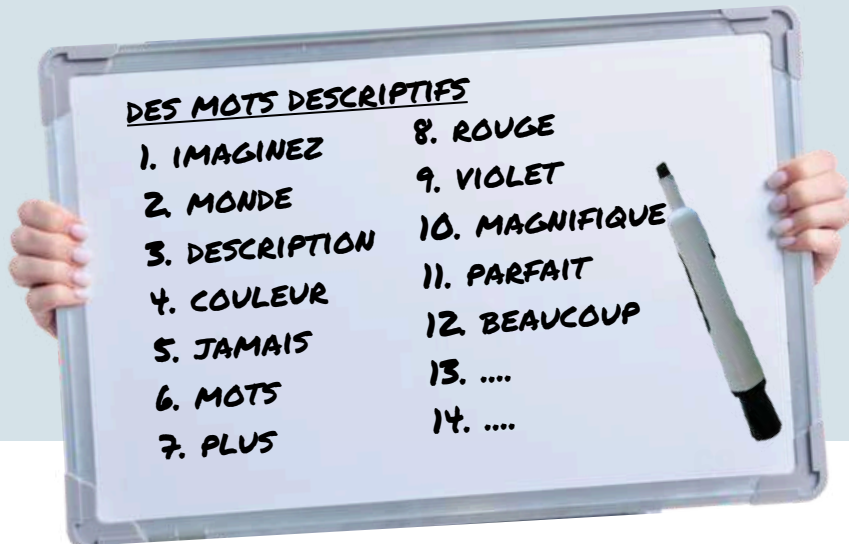 DES MOTS DESCRIPTIFS
1. IMAGINEZ
2. MONDE
3. DESCRIPTION
4. COULEUR
5. JAMAIS
6. MOTS
7. PLUS
8. ROUGE
9. VIOLET
10. MAGNIFIQUE
11. PARFAIT
12. BEAUCOUP
13. ....
14. ....